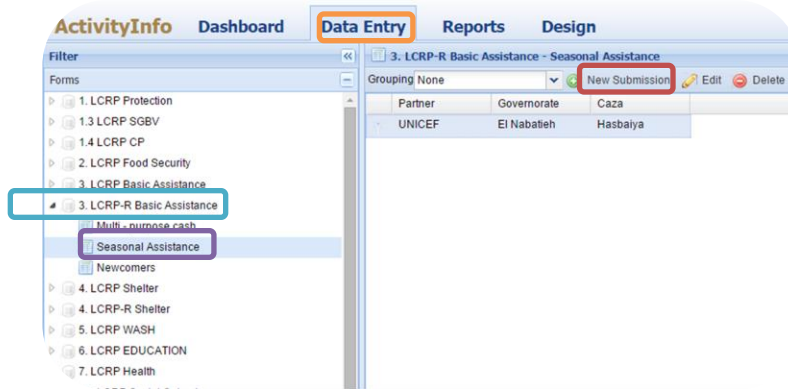 ActivityInfo Dashboard Data Entry Reports Design
Filter
Forms
1. LCRP Protection
1.3 LCRP SGBV
1.4 LCRP CP
2. LCRP Food Security
3. LCRP Basic Assistance
3. LCRP-R Basic Assistance
Multi - purpose cash
Seasonal Assistance
Newcomers
4. LCRP Shelter
4. LCRP-R Shelter
5. LCRP WASH
6. LCRP EDUCATION
7. LCRP Health
3. LCRP-R Basic Assistance - Seasonal Assistance
Grouping None New Submission Edit Delete
Partner Governorate Caza
UNICEF El Nabatieh Hasbaiya